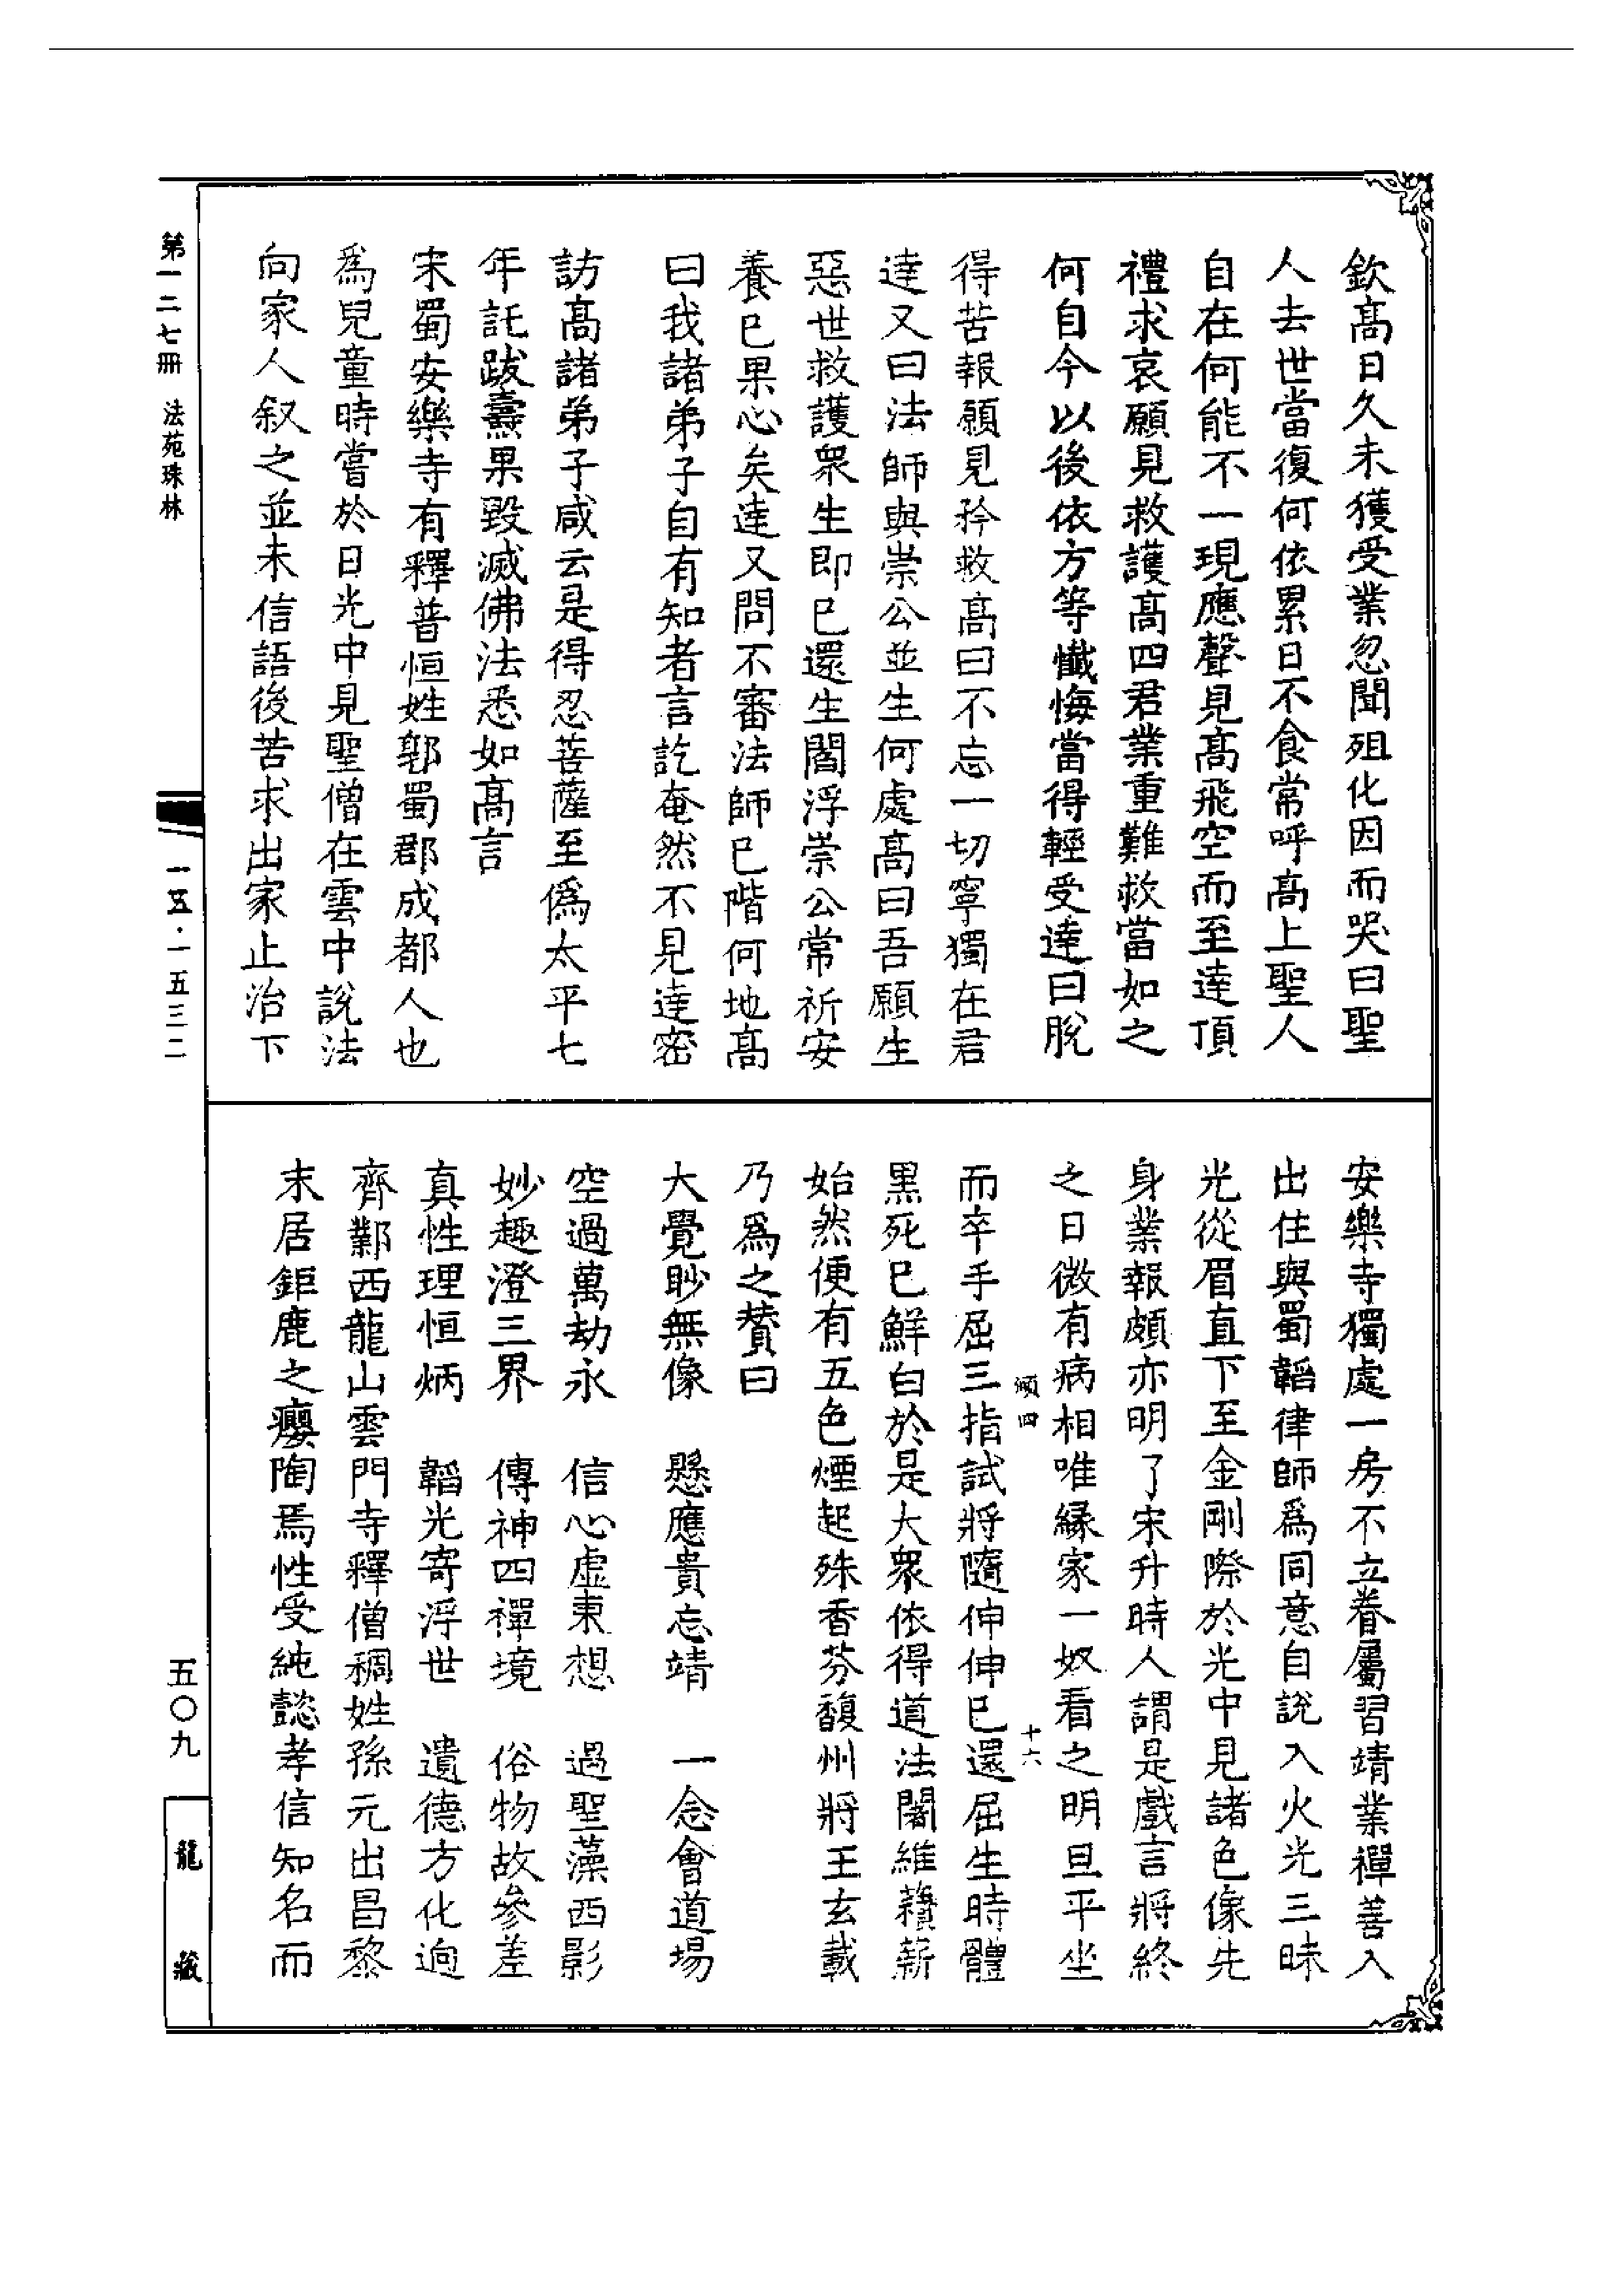 欽髙日久未獲受業忽聞殂化因而哭曰聖
人去世當復何依累日不食常呼髙上聖人
自在何能不一現應聲見髙飛空而至達頂
禮求哀願見救護髙四君業重難救當如之
何自今以後依方等懺悔當得輕受達曰脫
得苦報願見矜救髙曰不忘一切寧獨在君
達又曰法師與崇公並生何處髙曰吾願生
惡世救護衆生即已還生閻浮崇公常祈安
養已果心矣達又問不審法師已階何地髙
曰我諸弟子自有知者言訖奄然不見達密
訪髙諸弟子咸云是得忍菩薩至僞太平七
年託跋燾果毀滅佛法悉如髙言
宋蜀安樂寺有釋普恒姓郭蜀郡成都人也
爲兒童時嘗於日光中見聖僧在雲中說法
向家人叙之並未信語後苦求出家止治下
安樂寺獨處一房不立眷屬習靖業禪善入
出住與蜀韜律師爲同意自說入火光三昧
光從眉直下至金剛際於光中見諸色像先
身業報頗亦明了宋升時人謂是戲言將終
之日微有病相唯縁家一奴看之明旦平坐
傾四 十六
而卒手屈三指試將隨伸伸已還屈生時體
黑死已鮮白於是大衆依得道法闍維藉薪
始然便有五色煙起殊香芬馥州將王玄載
乃爲之贊曰
大覺眇無像 懸應貴忘靖 一念會道場
空過萬劫永 信心虛東想 過聖藻西影
妙趣澄三界 傳神四禪境 俗物故參差
真性理恒炳 韜光寄浮世 遺德方化逈
齊鄴西龍山雲門寺釋僧稠姓孫元出昌黎
末居鉅鹿之癭陶焉性受純懿孝信知名而
第一二七冊 法苑珠林
一五·一五三二
五〇九
龍藏